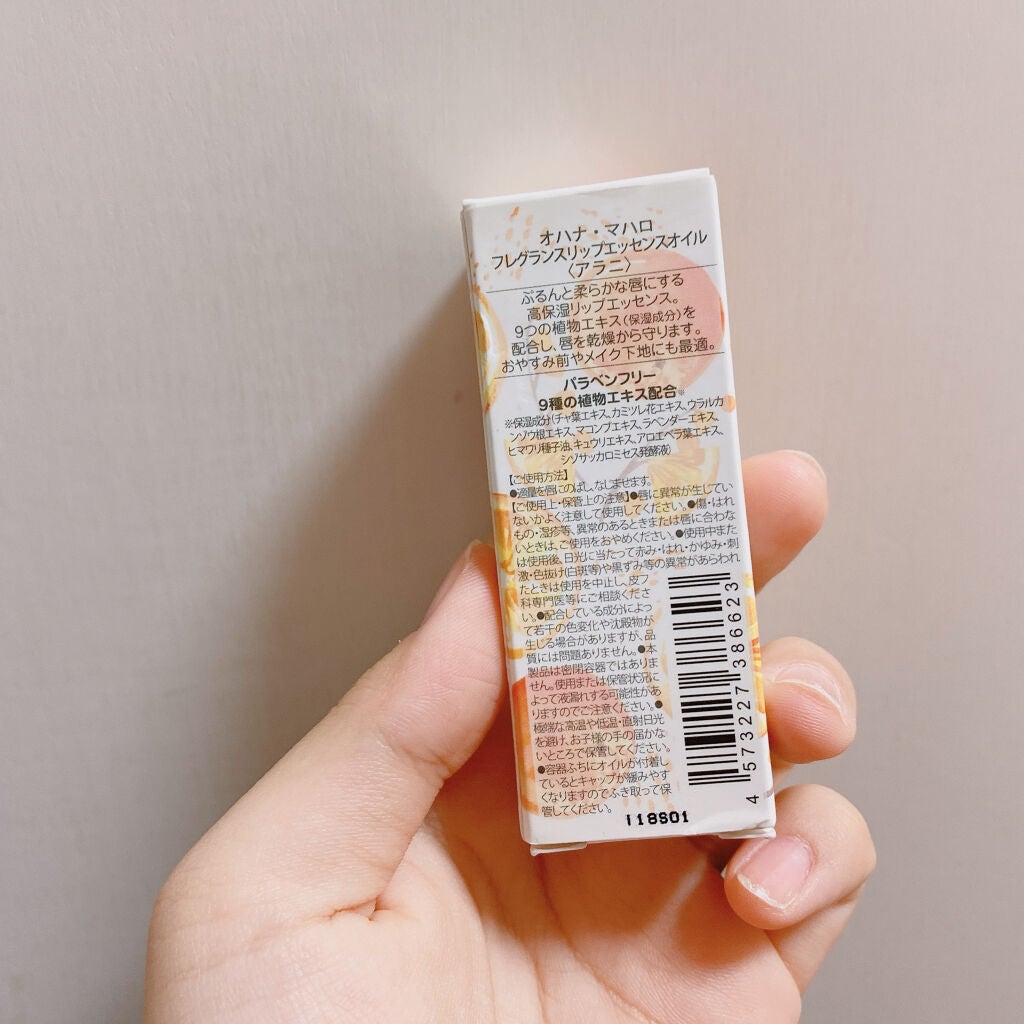 オハナ・マハロ
フレグランスリップエッセンスオイル
〈アラニ〉
ぷるんと柔らかな唇にする
高保湿リップエッセンス。
9つの植物エキス(保湿成分)を
配合し、唇を乾燥から守ります。
おやすみ前やメイク下地にも最適。
パラベンフリー
9種の植物エキス配合※
※保湿成分(チャ葉エキス、カミツレ花エキス、ウラルカ
ンゾウ根エキス、マコンブエキス、ラベンダーエキス、
ヒマワリ種子油、キュウリエキス、アロエベラ葉エキス、
シゾサッカロミセス発酵液)
【ご使用方法】
●適量を唇にのばし、なじませます。
【ご使用上・保管上の注意】●唇に異常が生じてい
ないかよく注意して使用してください。●傷・はれ
もの・湿疹等、異常のあるときまたは唇に合わな
いときは、ご使用をおやめください。●使用中また
は使用後、日光に当たって赤み・はれ・かゆみ・刺
激・色抜け(白斑等)や黒ずみ等の異常があらわれ
たときは使用を中止し、皮フ
科専門医等にご相談くださ
い。●配合している成分によっ
て若干の色変化や沈殿物が
生じる場合がありますが、品
質には問題ありません。●本
製品は密閉容器ではありま
せん。使用または保管状況に
よって液漏れする可能性があ
りますのでご注意ください。●
極端な高温や低温・直射日光
を避け、お子様の手の届かな
いところで保管してください。
●容器ふちにオイルが付着し
ているとキャップが緩みやす
くなりますのでふき取って保
管してください。
4 573227 386623
I18S01